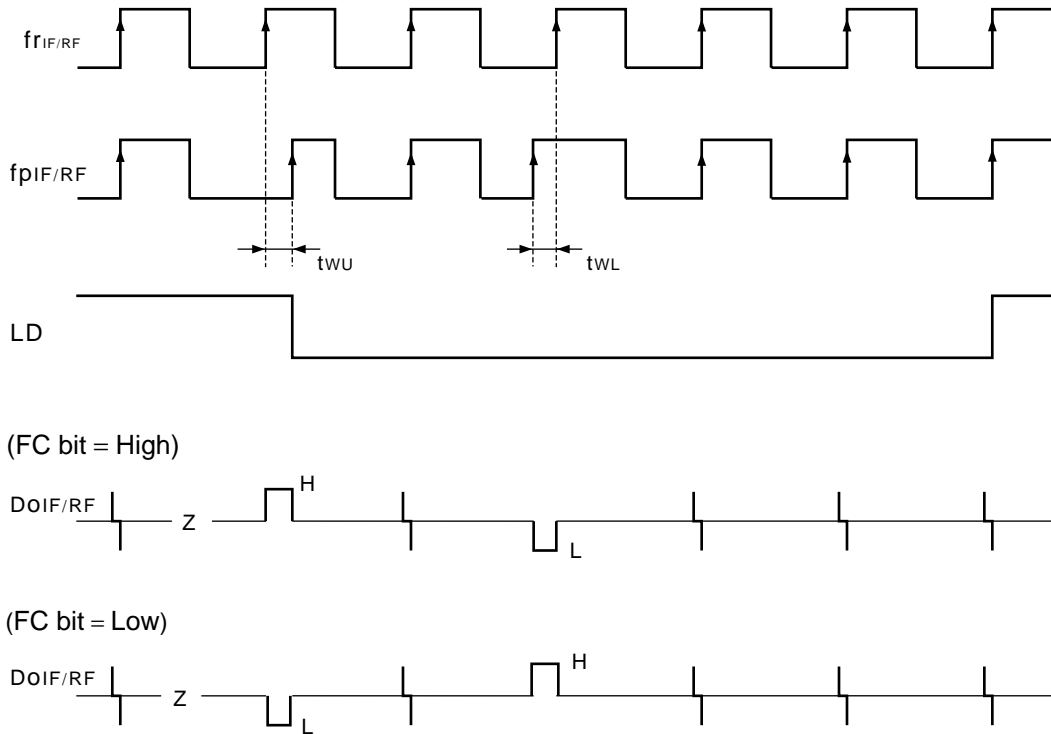 frIF/RF
fpIF/RF
tWU
tWL
LD
(FC bit = High)
DoIF/RF
Z
H
L
(FC bit = Low)
DoIF/RF
Z
L
H